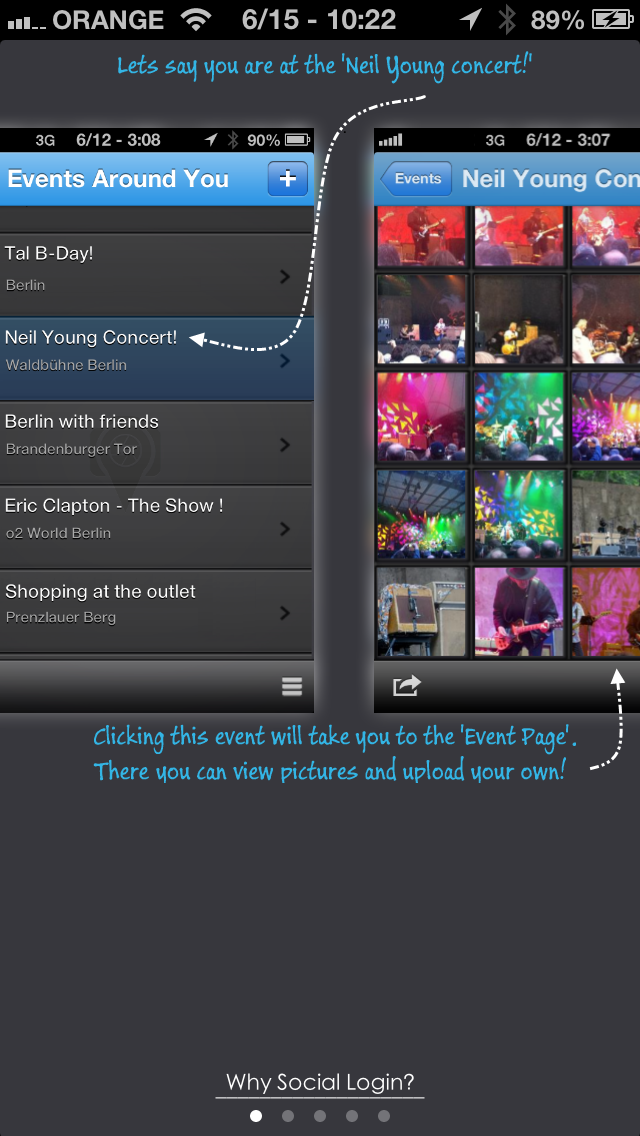 ORANGE 6/15 - 10:22 89%
Lets say you are at the 'Neil Young concert!'
3G 6/12 - 3:08 90%
Events Around You +
Tal B-Day!
Berlin
Neil Young Concert!
Waldbühne Berlin
Berlin with friends
Brandenburger Tor
Eric Clapton - The Show !
o2 World Berlin
Shopping at the outlet
Prenzlauer Berg
3G 6/12 - 3:07
Events Neil Young Con
Clicking this event will take you to the 'Event Page'.
There you can view pictures and upload your own!
Why Social Login?